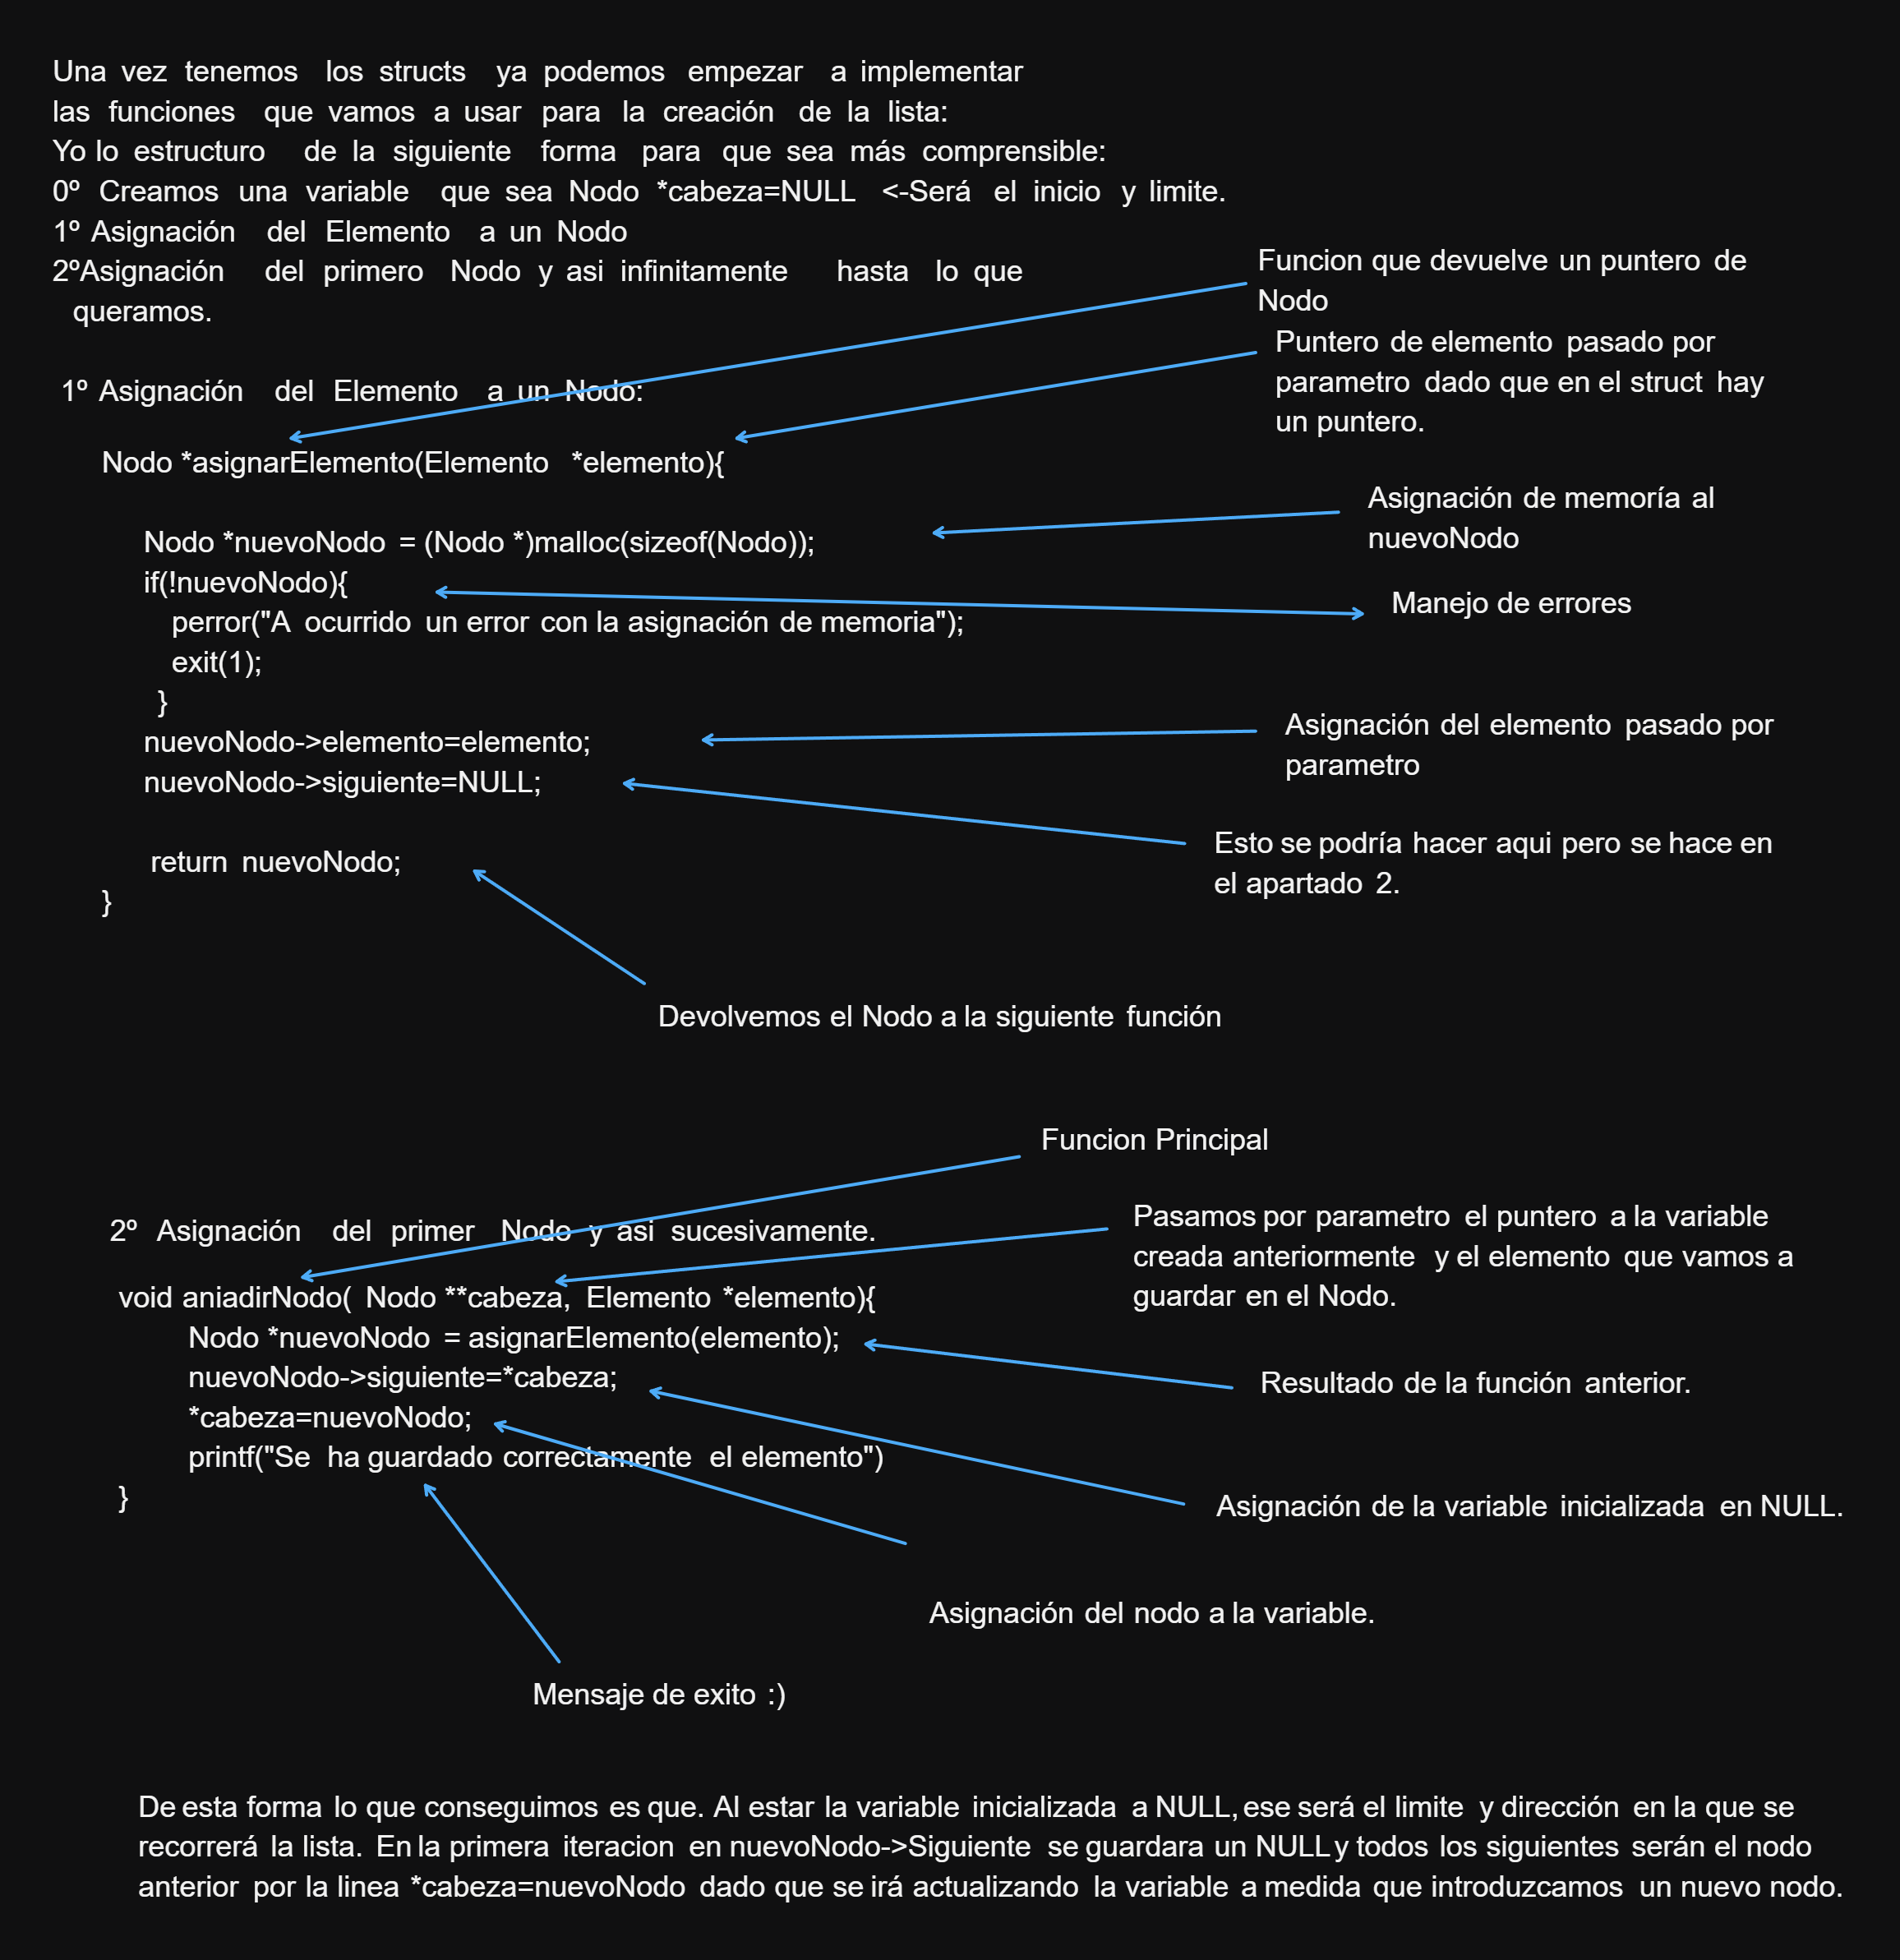 Una vez tenemos los structs ya podemos empezar a implementar
las funciones que vamos a usar para la creación de la lista:
Yo lo estructuro de la siguiente forma para que sea más comprensible:
0º Creamos una variable que sea Nodo *cabeza=NULL <-Será el inicio y limite.
1º Asignación del Elemento a un Nodo
2ºAsignación del primero Nodo y asi infinitamente hasta lo que
queramos.
Funcion que devuelve un puntero de
Nodo
Puntero de elemento pasado por
parametro dado que en el struct hay
un puntero.
1º Asignación del Elemento a un Nodo:
Nodo *asignarElemento(Elemento *elemento){
Asignación de memoría al
nuevoNodo
Nodo *nuevoNodo = (Nodo *)malloc(sizeof(Nodo));
if(!nuevoNodo){
Manejo de errores
perror("A ocurrido un error con la asignación de memoria");
exit(1);
}
nuevoNodo->elemento=elemento;
Asignación del elemento pasado por
parametro
nuevoNodo->siguiente=NULL;
Esto se podría hacer aqui pero se hace en
el apartado 2.
return nuevoNodo;
}
Devolvemos el Nodo a la siguiente función
Funcion Principal
2º Asignación del primer Nodo y asi sucesivamente.
Pasamos por parametro el puntero a la variable
creada anteriormente y el elemento que vamos a
guardar en el Nodo.
void aniadirNodo( Nodo **cabeza, Elemento *elemento){
Nodo *nuevoNodo = asignarElemento(elemento);
Resultado de la función anterior.
nuevoNodo->siguiente=*cabeza;
*cabeza=nuevoNodo;
printf("Se ha guardado correctamente el elemento")
}
Asignación de la variable inicializada en NULL.
Asignación del nodo a la variable.
Mensaje de exito :)
De esta forma lo que conseguimos es que. Al estar la variable inicializada a NULL, ese será el limite y dirección en la que se
recorrerá la lista. En la primera iteracion en nuevoNodo->Siguiente se guardara un NULL y todos los siguientes serán el nodo
anterior por la linea *cabeza=nuevoNodo dado que se irá actualizando la variable a medida que introduzcamos un nuevo nodo.